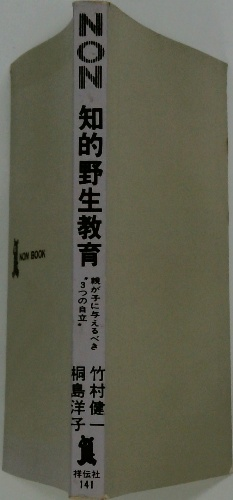 NON
知的野生教育
親が子に与えるべき
"3つの自立"
竹村健一
桐島洋子
祥伝社
141
NON BOOK